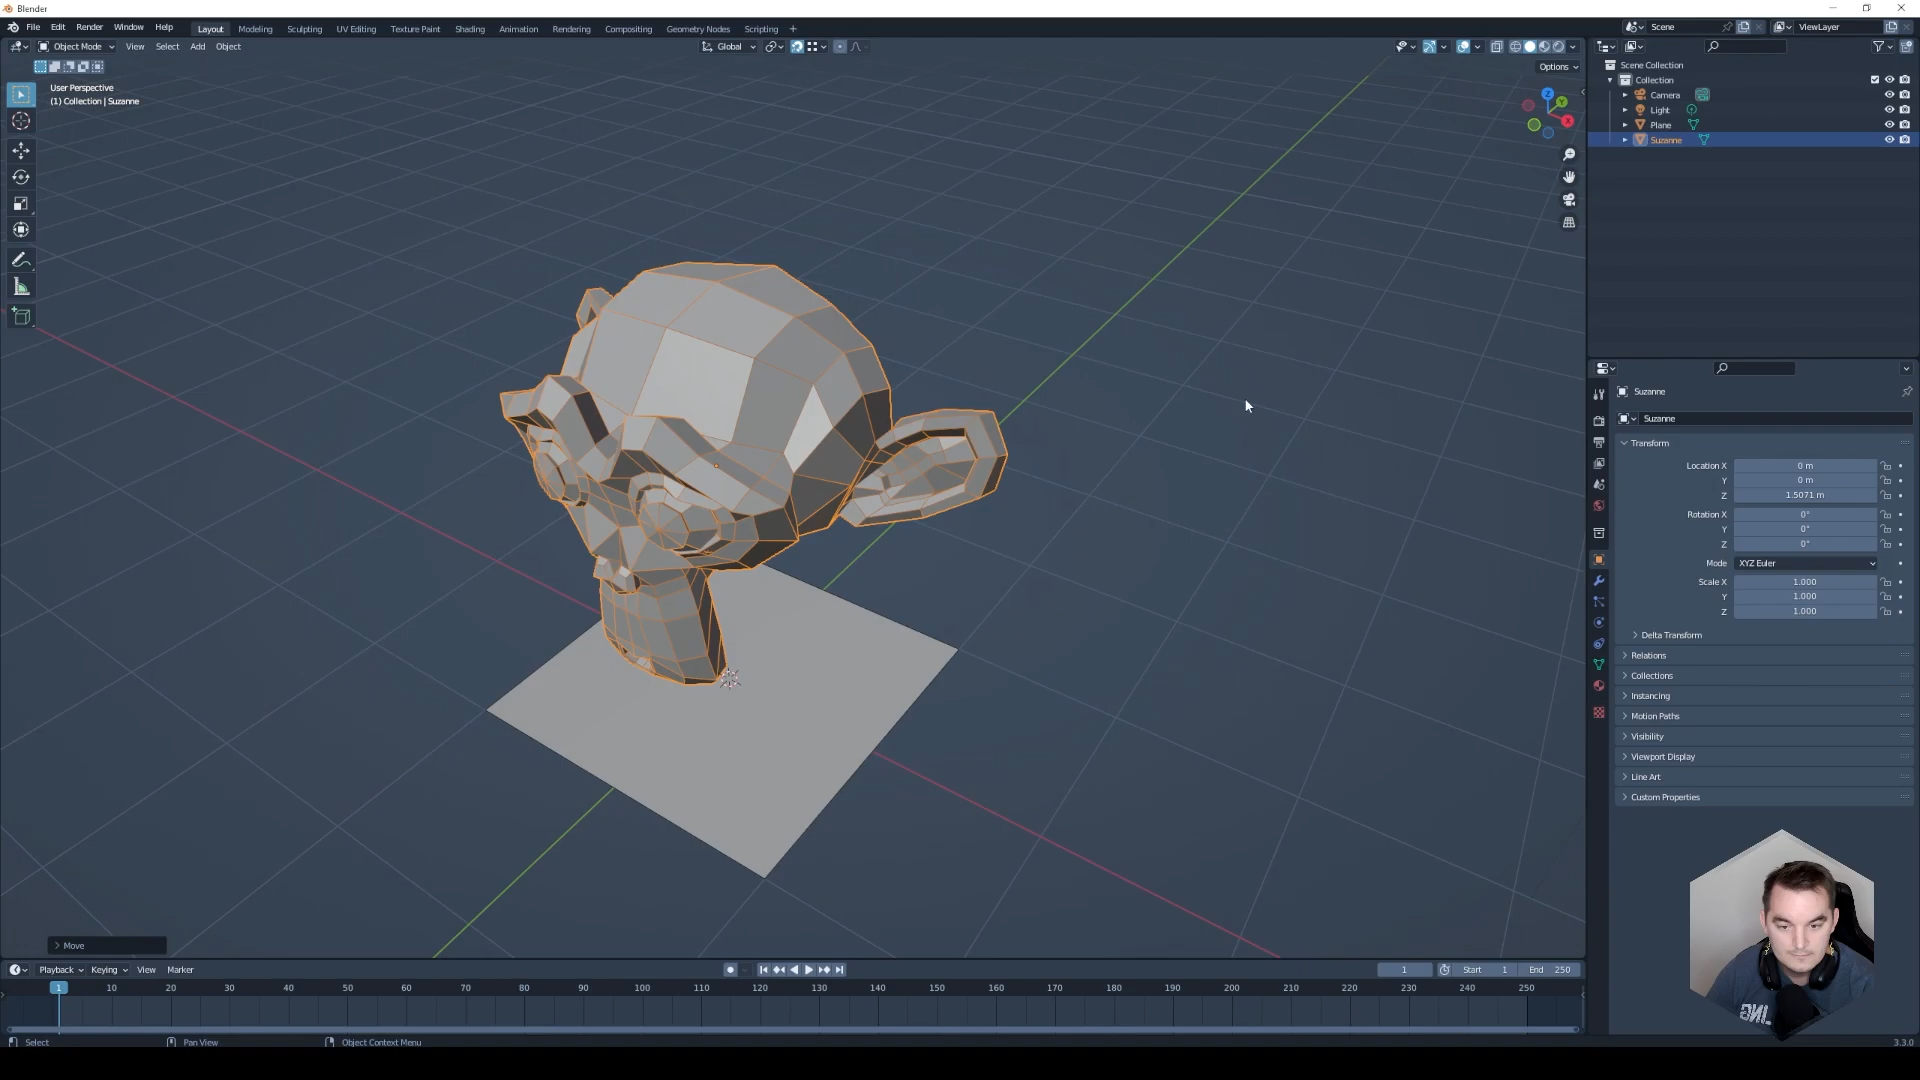 Blender
File Edit Render Window Help Layout Modeling Sculpting UV Editing Texture Paint Shading Animation Rendering Compositing Geometry Nodes Scripting + Scene ViewLayer
Object Mode View Select Add Object Global
Options
User Perspective
(1) Collection | Suzanne
Z
Y
X
Scene Collection
Collection
Camera
Light
Plane
Suzanne
Suzanne
Suzanne
Transform
Location X 0 m
Y 0 m
Z 1.5071 m
Rotation X 0°
Y 0°
Z 0°
Mode XYZ Euler
Scale X 1.000
Y 1.000
Z 1.000
Delta Transform
Relations
Collections
Instancing
Motion Paths
Visibility
Viewport Display
Line Art
Custom Properties
Move
Playback Keying View Marker 1 Start 1 End 250
1 10 20 30 40 50 60 70 80 90 100 110 120 130 140 150 160 170 180 190 200 210 220 230 240 250
Select Pan View Object Context Menu 3.3.0